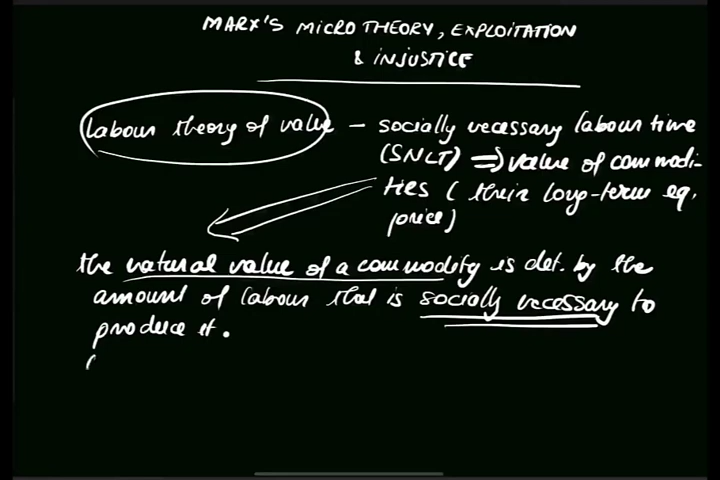 MARX'S MICRO THEORY, EXPLOITATION
& INJUSTICE
labour theory of value – socially necessary labour time
(SNLT) ⇒ value of commodi-
ties (their long-term eq.
price)
the natural value of a commodity is det. by the
amount of labour that is socially necessary to
produce it.
(